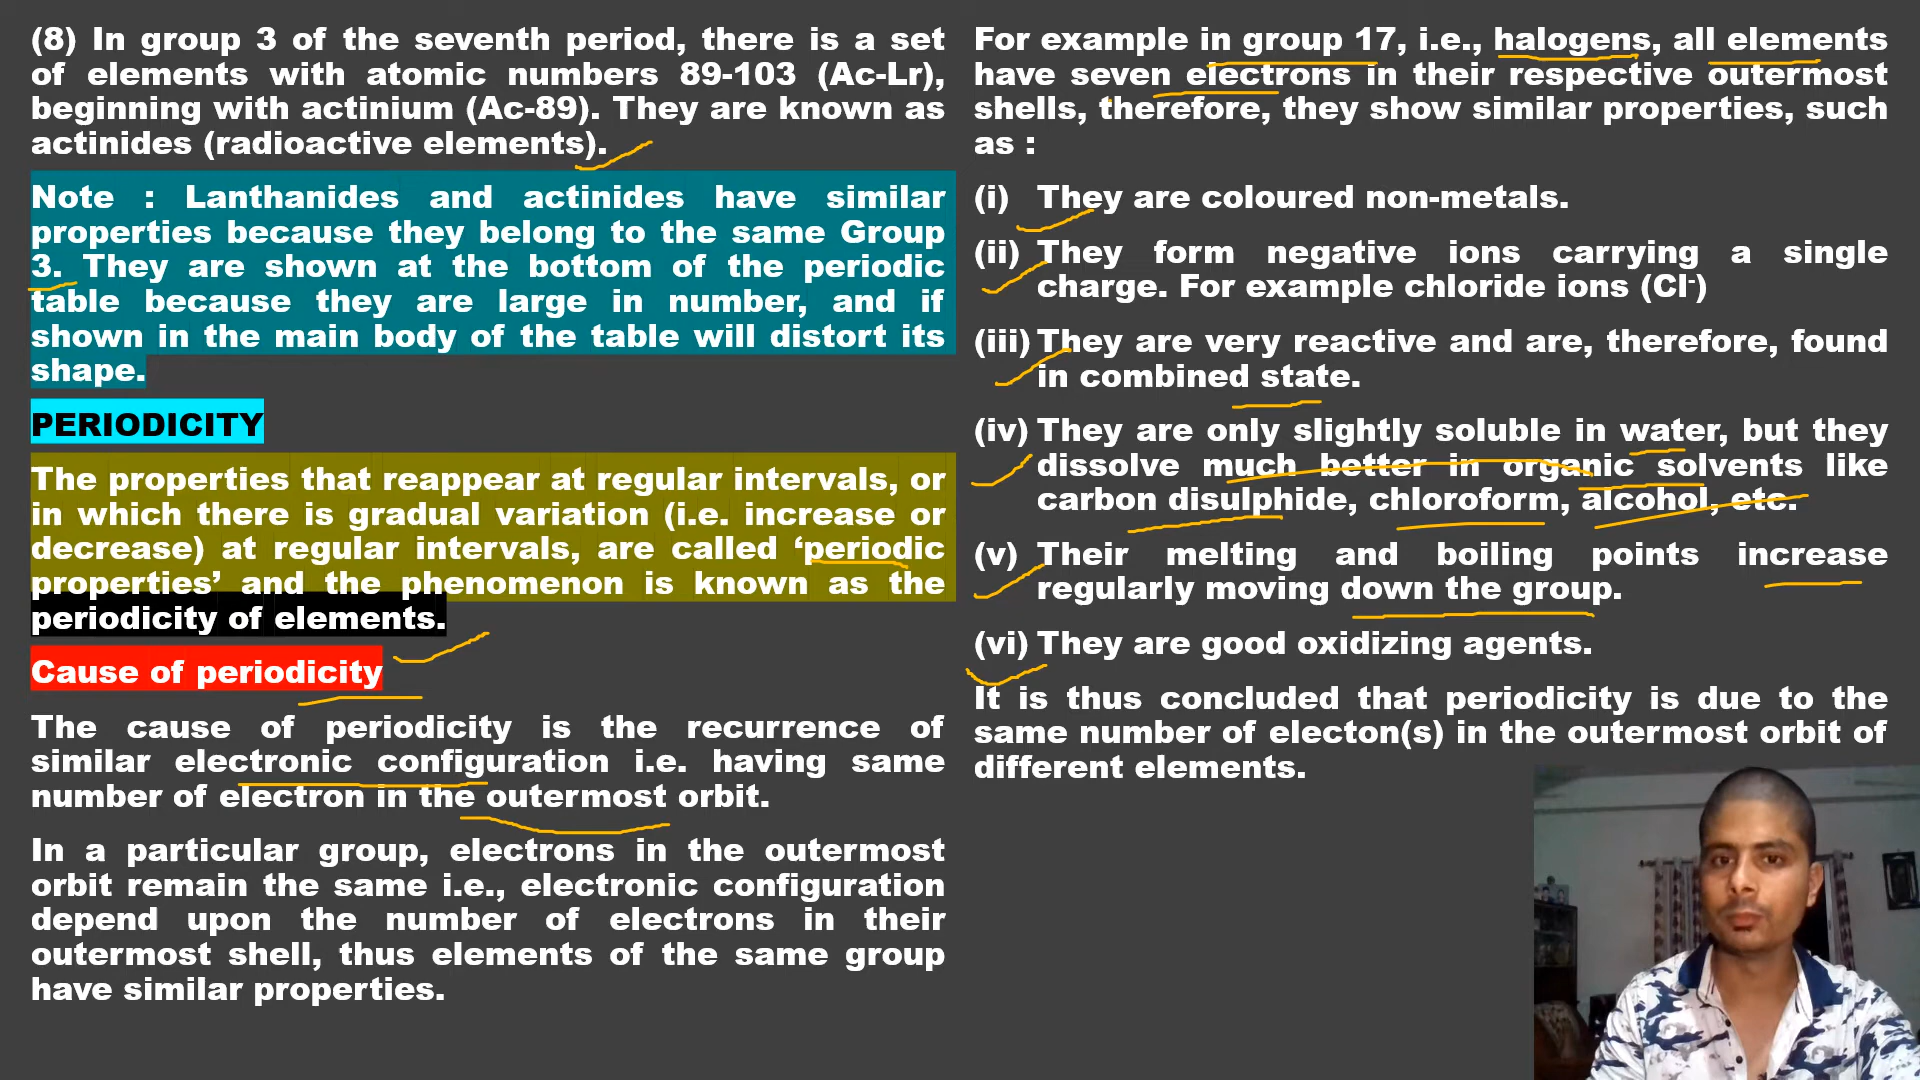 (8) In group 3 of the seventh period, there is a set
of elements with atomic numbers 89-103 (Ac-Lr),
beginning with actinium (Ac-89). They are known as
actinides (radioactive elements).
Note : Lanthanides and actinides have similar
properties because they belong to the same Group
3. They are shown at the bottom of the periodic
table because they are large in number, and if
shown in the main body of the table will distort its
shape.
PERIODICITY
The properties that reappear at regular intervals, or
in which there is gradual variation (i.e. increase or
decrease) at regular intervals, are called ‘periodic
properties’ and the phenomenon is known as the
periodicity of elements.
Cause of periodicity
The cause of periodicity is the recurrence of
similar electronic configuration i.e. having same
number of electron in the outermost orbit.
In a particular group, electrons in the outermost
orbit remain the same i.e., electronic configuration
depend upon the number of electrons in their
outermost shell, thus elements of the same group
have similar properties.
For example in group 17, i.e., halogens, all elements
have seven electrons in their respective outermost
shells, therefore, they show similar properties, such
as :
(i) They are coloured non-metals.
(ii) They form negative ions carrying a single
charge. For example chloride ions (Cl⁻)
(iii) They are very reactive and are, therefore, found
in combined state.
(iv) They are only slightly soluble in water, but they
dissolve much better in organic solvents like
carbon disulphide, chloroform, alcohol, etc.
(v) Their melting and boiling points increase
regularly moving down the group.
(vi) They are good oxidizing agents.
It is thus concluded that periodicity is due to the
same number of electon(s) in the outermost orbit of
different elements.